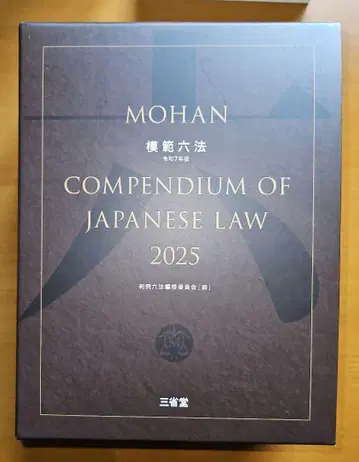 MOHAN
模範六法
令和7年版
COMPENDIUM OF
JAPANESE LAW
2025
判例六法編修委員会[編]
三省堂